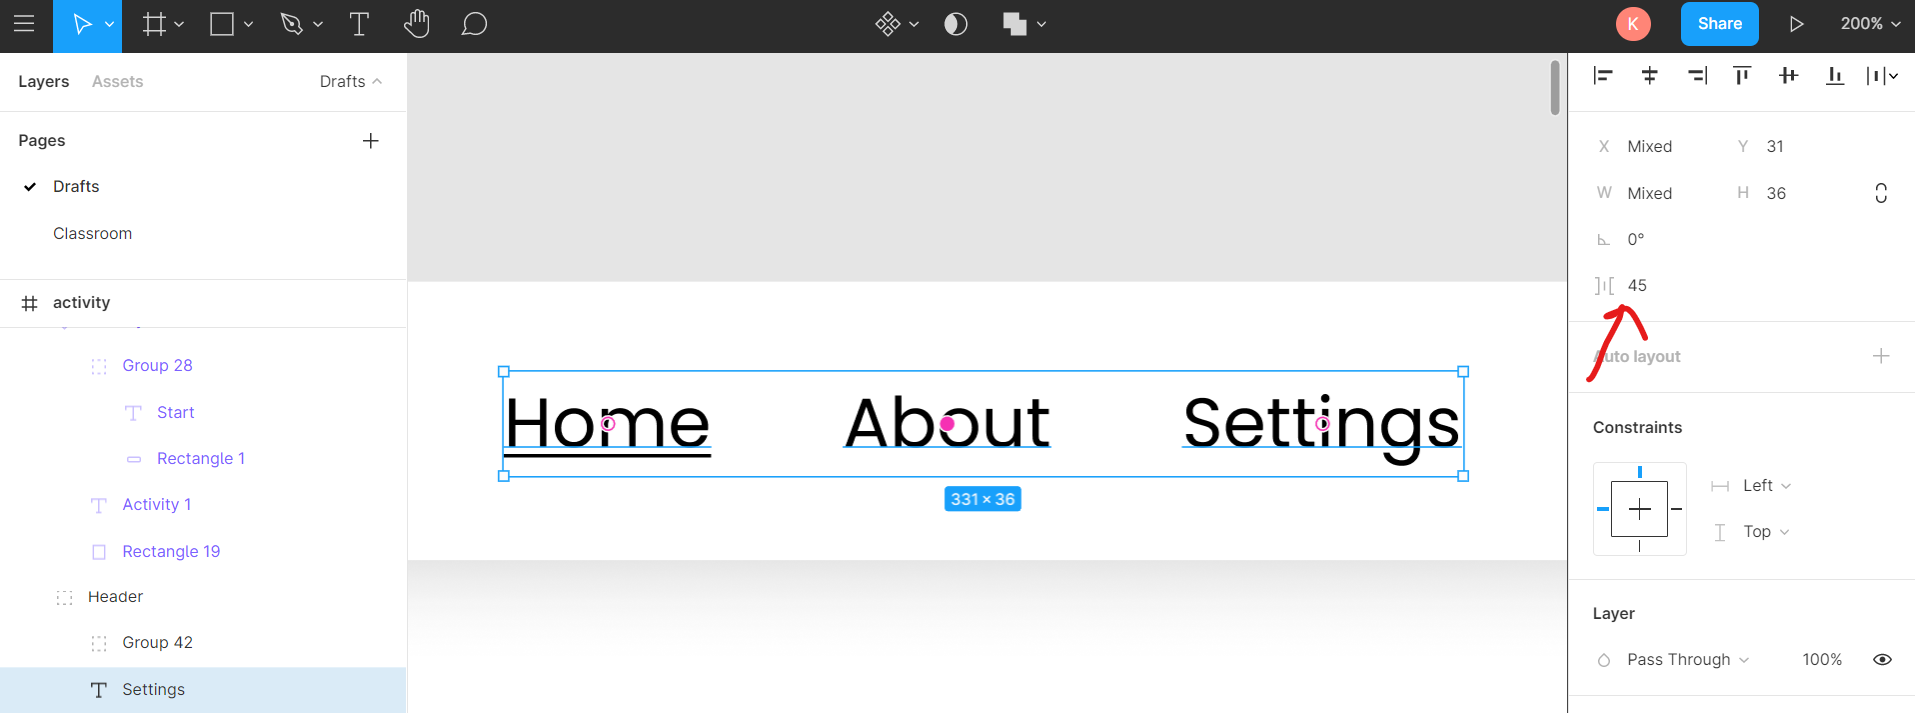 K
Share
200%
Layers Assets Drafts
Pages
Drafts
Classroom
activity
Group 28
Start
Rectangle 1
Activity 1
Rectangle 19
Header
Group 42
Settings
Home About Settings
331 × 36
X Mixed Y 31
W Mixed H 36
0°
45
Auto layout
Constraints
Left
Top
Layer
Pass Through 100%